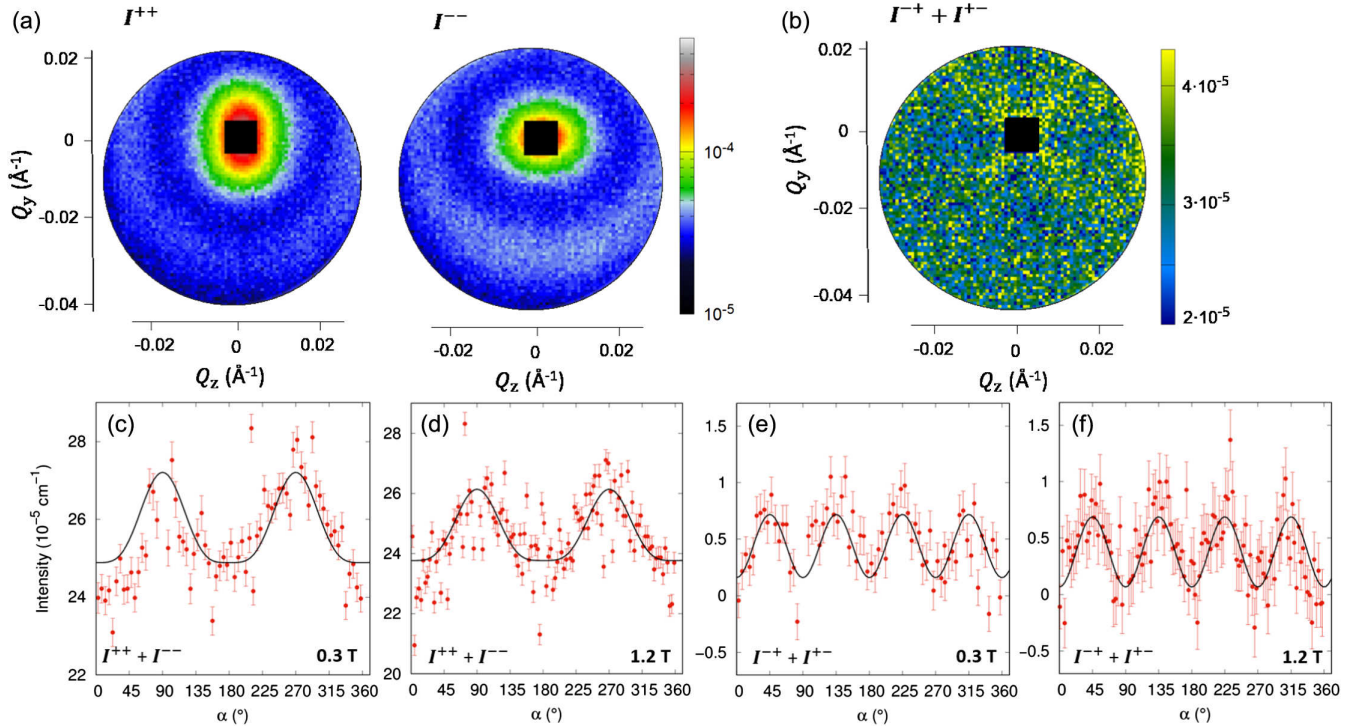 (a) I⁺⁺ I⁻⁻ (b) I⁻⁺ + I⁺⁻
0.02
0
-0.02
-0.04
Q_y (Å⁻¹)
-0.02 0 0.02
Q_z (Å⁻¹)
-0.02 0 0.02
Q_z (Å⁻¹)
10⁻⁴
10⁻⁵
0.02
0
-0.02
-0.04
Q_y (Å⁻¹)
-0.02 0 0.02
Q_z (Å⁻¹)
4·10⁻⁵
3·10⁻⁵
2·10⁻⁵
(c)
Intensity (10⁻⁵ cm⁻¹)
28
26
24
22
I⁺⁺ + I⁻⁻ 0.3 T
0 45 90 135 180 225 270 315 360
α (°)
(d)
28
26
24
22
20
I⁺⁺ + I⁻⁻ 1.2 T
0 45 90 135 180 225 270 315 360
α (°)
(e)
1.5
1
0.5
0
−0.5
I⁻⁺ + I⁺⁻ 0.3 T
0 45 90 135 180 225 270 315 360
α (°)
(f)
1.5
1
0.5
0
−0.5
I⁻⁺ + I⁺⁻ 1.2 T
0 45 90 135 180 225 270 315 360
α (°)